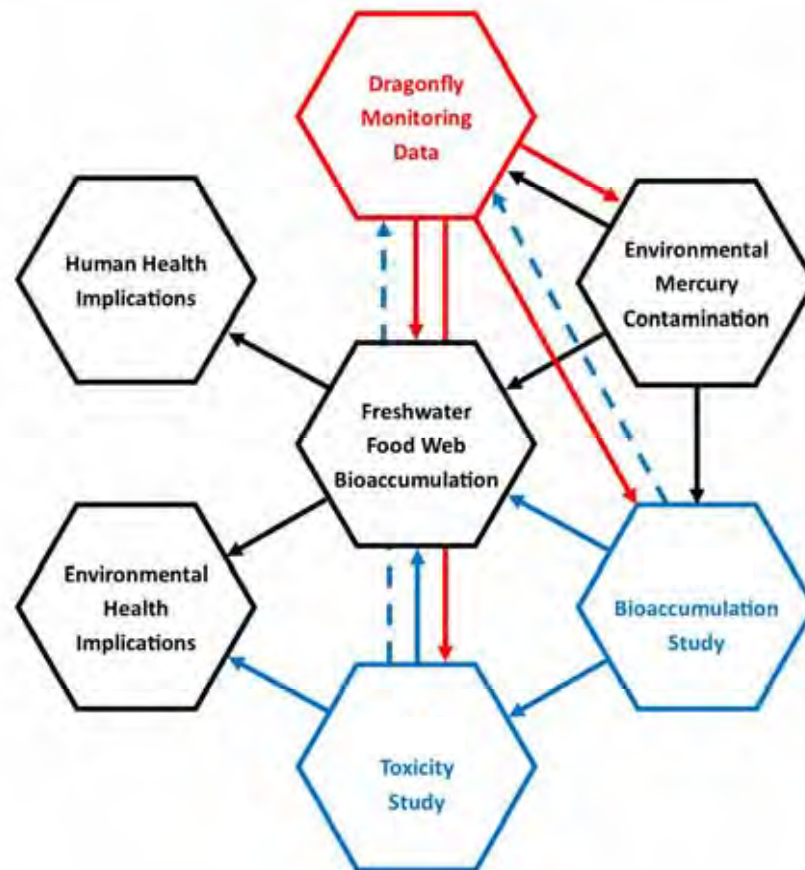 Dragonfly
Monitoring
Data
Human Health
Implications
Environmental
Mercury
Contamination
Freshwater
Food Web
Bioaccumulation
Environmental
Health
Implications
Bioaccumulation
Study
Toxicity
Study